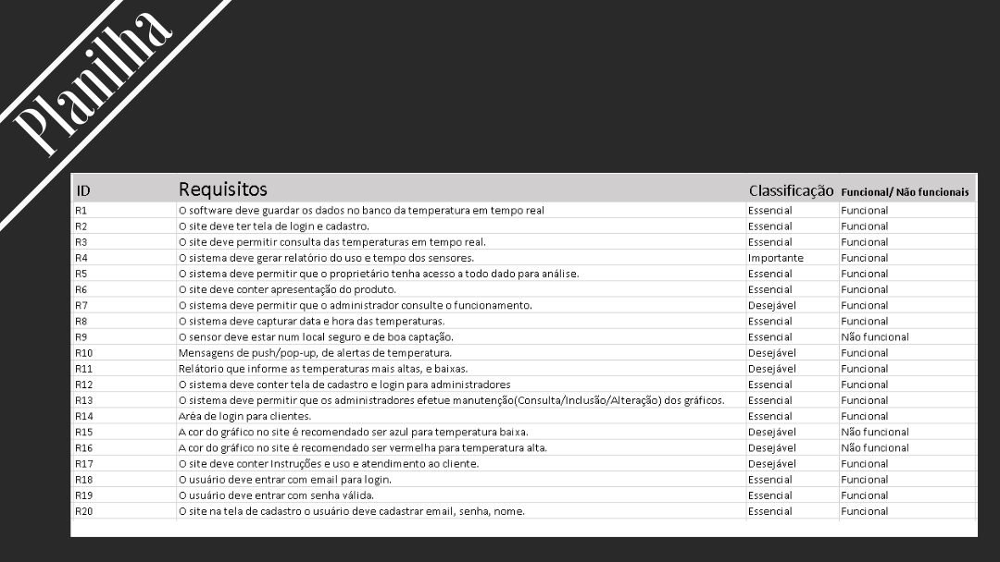 Planilha
ID Requisitos Classificação Funcional/ Não funcionais
R1 O software deve guardar os dados no banco da temperatura em tempo real Essencial Funcional
R2 O site deve ter tela de login e cadastro. Essencial Funcional
R3 O site deve permitir consulta das temperaturas em tempo real. Essencial Funcional
R4 O sistema deve gerar relatório do uso e tempo dos sensores. Importante Funcional
R5 O sistema deve permitir que o proprietário tenha acesso a todo dado para análise. Essencial Funcional
R6 O site deve conter apresentação do produto. Essencial Funcional
R7 O sistema deve permitir que o administrador consulte o funcionamento. Desejável Funcional
R8 O sistema deve capturar data e hora das temperaturas. Essencial Funcional
R9 O sensor deve estar num local seguro e de boa captação. Essencial Não funcional
R10 Mensagens de push/pop-up, de alertas de temperatura. Desejável Funcional
R11 Relátorio que informe as temperaturas mais altas, e baixas. Desejável Funcional
R12 O sistema deve conter tela de cadastro e login para administradores Essencial Funcional
R13 O sistema deve permitir que os administradores efetue manutenção(Consulta/Inclusão/Alteração) dos gráficos. Essencial Funcional
R14 Aréa de login para clientes. Essencial Funcional
R15 A cor do gráfico no site é recomendado ser azul para temperatura baixa. Desejável Não funcional
R16 A cor do gráfico no site é recomendado ser vermelha para temperatura alta. Desejável Não funcional
R17 O site deve conter Instruções e uso e atendimento ao cliente. Desejável Funcional
R18 O usuário deve entrar com email para login. Essencial Funcional
R19 O usuário deve entrar com senha válida. Essencial Funcional
R20 O site na tela de cadastro o usuário deve cadastrar email, senha, nome. Essencial Funcional